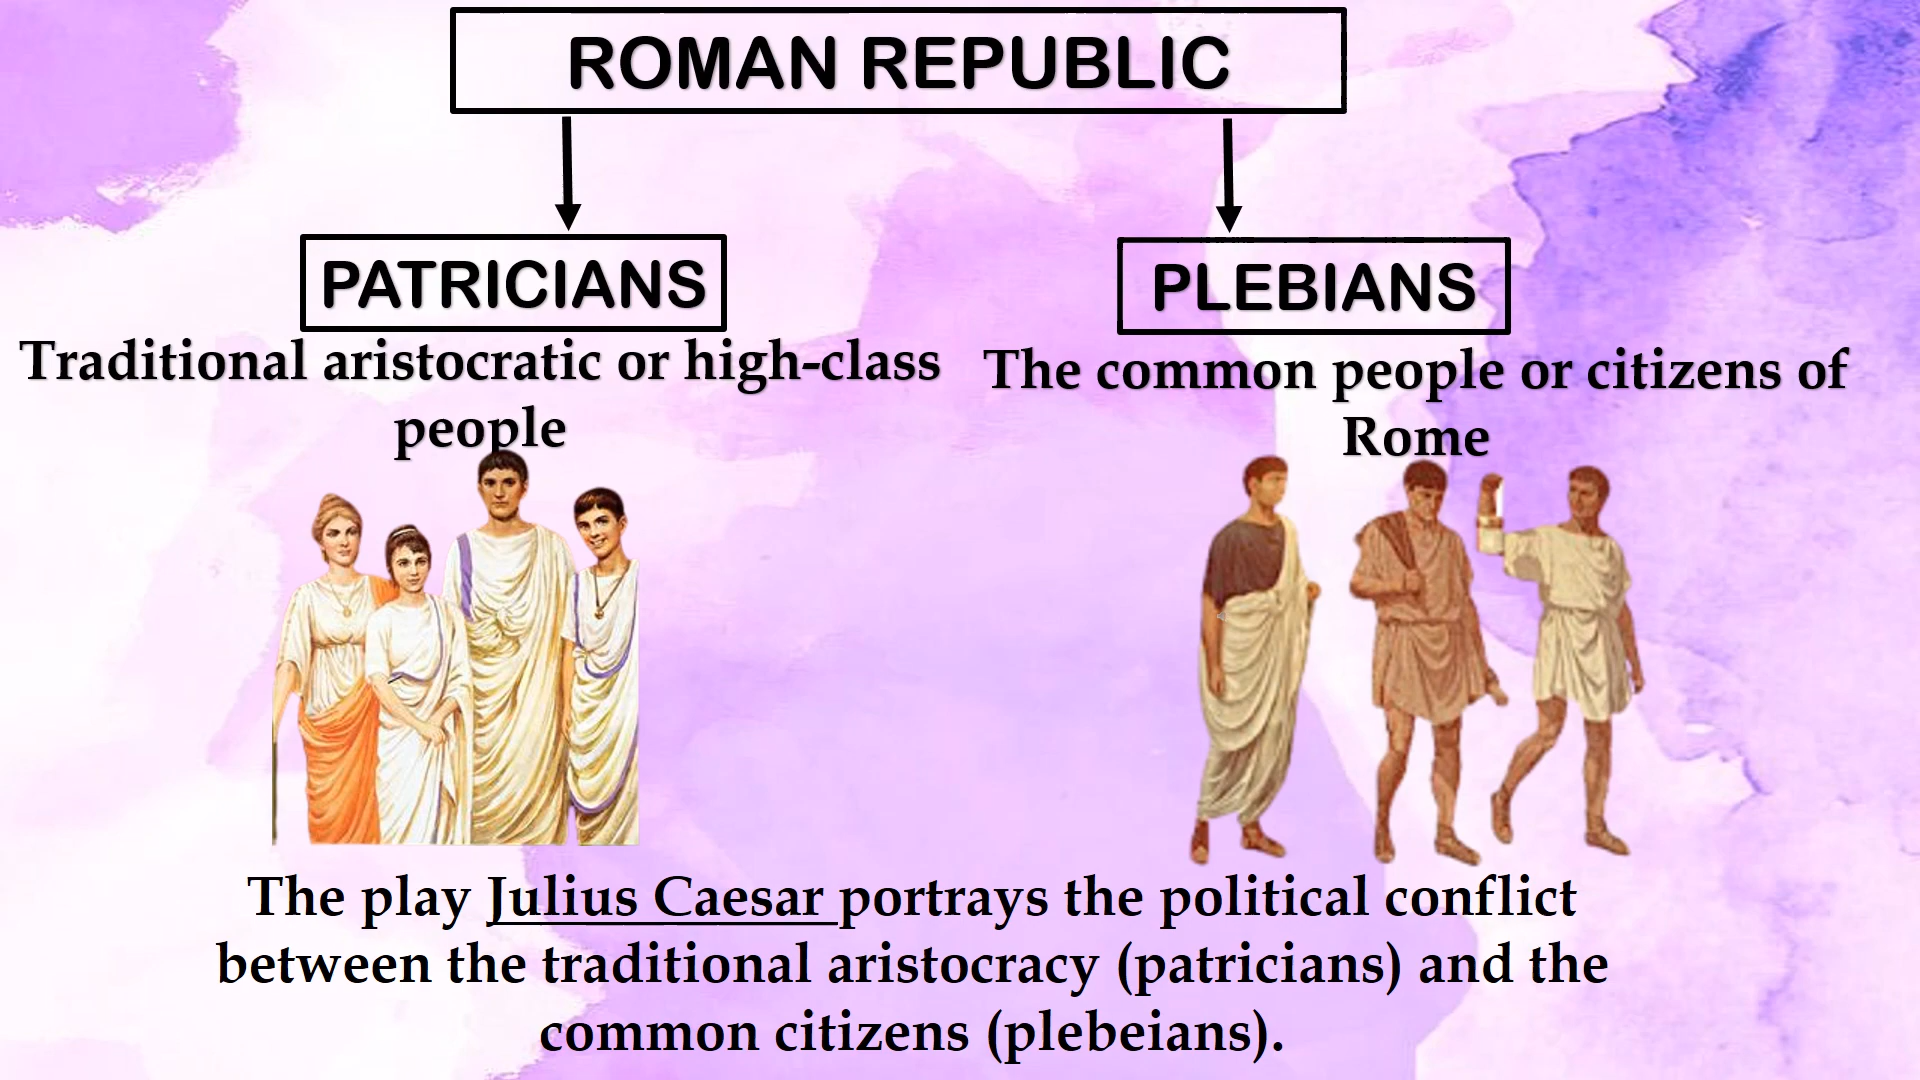 ROMAN REPUBLIC
PATRICIANS
Traditional aristocratic or high-class
people
PLEBIANS
The common people or citizens of
Rome
The play Julius Caesar portrays the political conflict
between the traditional aristocracy (patricians) and the
common citizens (plebeians).